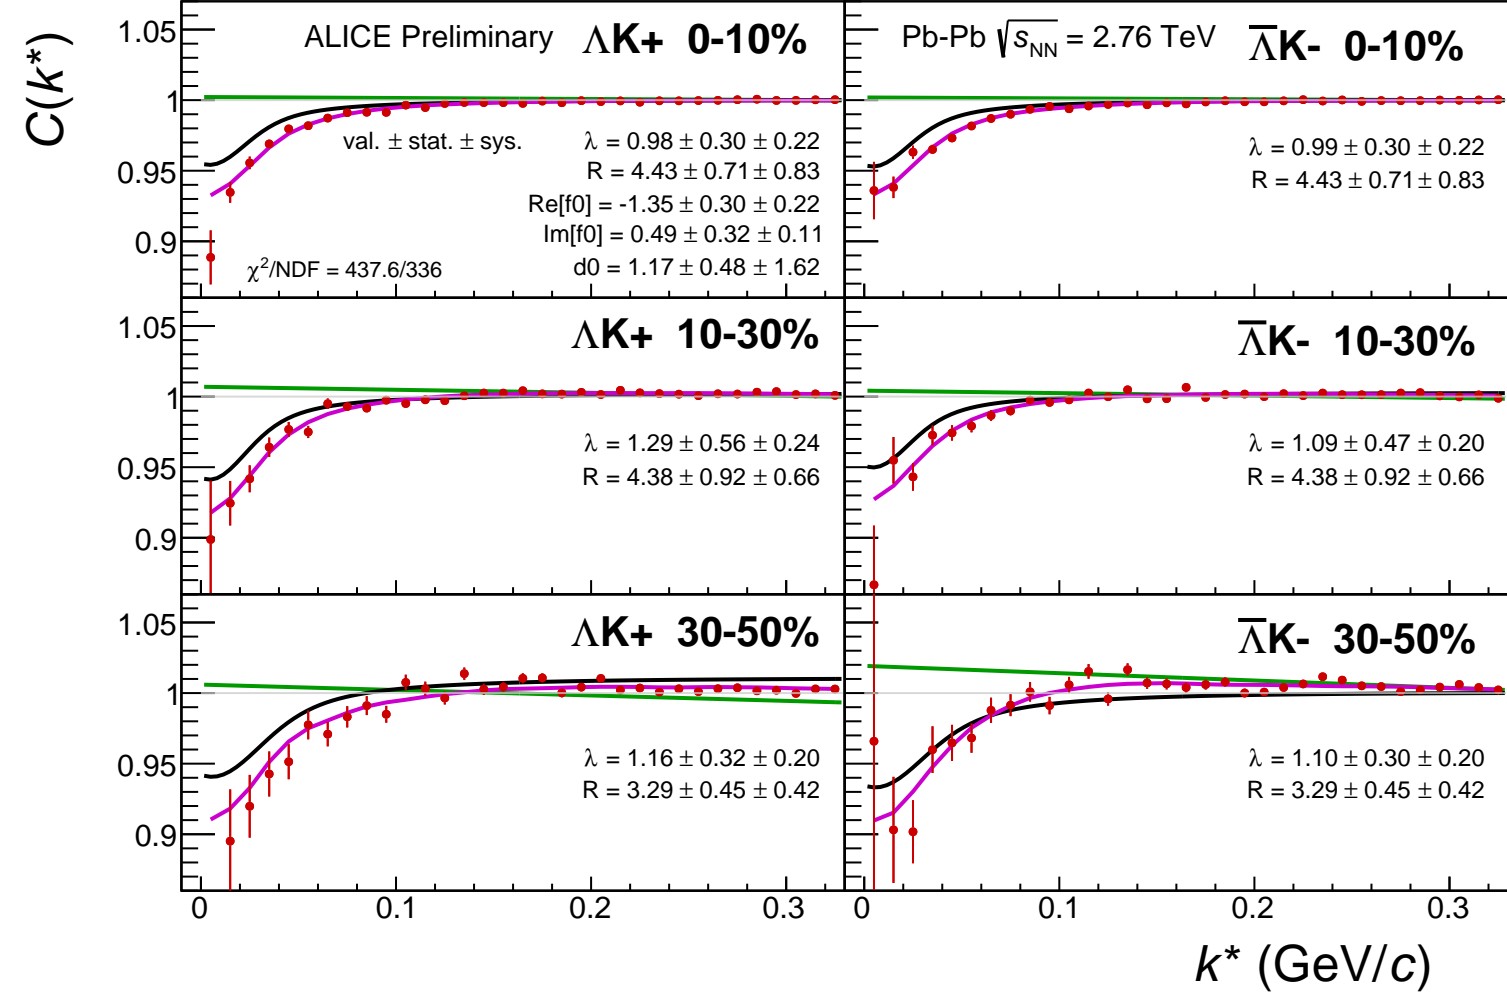 C(k*)
ALICE Preliminary ΛK+ 0-10%
val. ± stat. ± sys.
λ = 0.98 ± 0.30 ± 0.22
R = 4.43 ± 0.71 ± 0.83
Re[f0] = -1.35 ± 0.30 ± 0.22
Im[f0] = 0.49 ± 0.32 ± 0.11
d0 = 1.17 ± 0.48 ± 1.62
χ²/NDF = 437.6/336
1.05
1
0.95
0.9
Pb-Pb √sNN = 2.76 TeV Λ̅K- 0-10%
λ = 0.99 ± 0.30 ± 0.22
R = 4.43 ± 0.71 ± 0.83
ΛK+ 10-30%
λ = 1.29 ± 0.56 ± 0.24
R = 4.38 ± 0.92 ± 0.66
1.05
1
0.95
0.9
Λ̅K- 10-30%
λ = 1.09 ± 0.47 ± 0.20
R = 4.38 ± 0.92 ± 0.66
ΛK+ 30-50%
λ = 1.16 ± 0.32 ± 0.20
R = 3.29 ± 0.45 ± 0.42
1.05
1
0.95
0.9
Λ̅K- 30-50%
λ = 1.10 ± 0.30 ± 0.20
R = 3.29 ± 0.45 ± 0.42
0 0.1 0.2 0.3
0 0.1 0.2 0.3
k* (GeV/c)